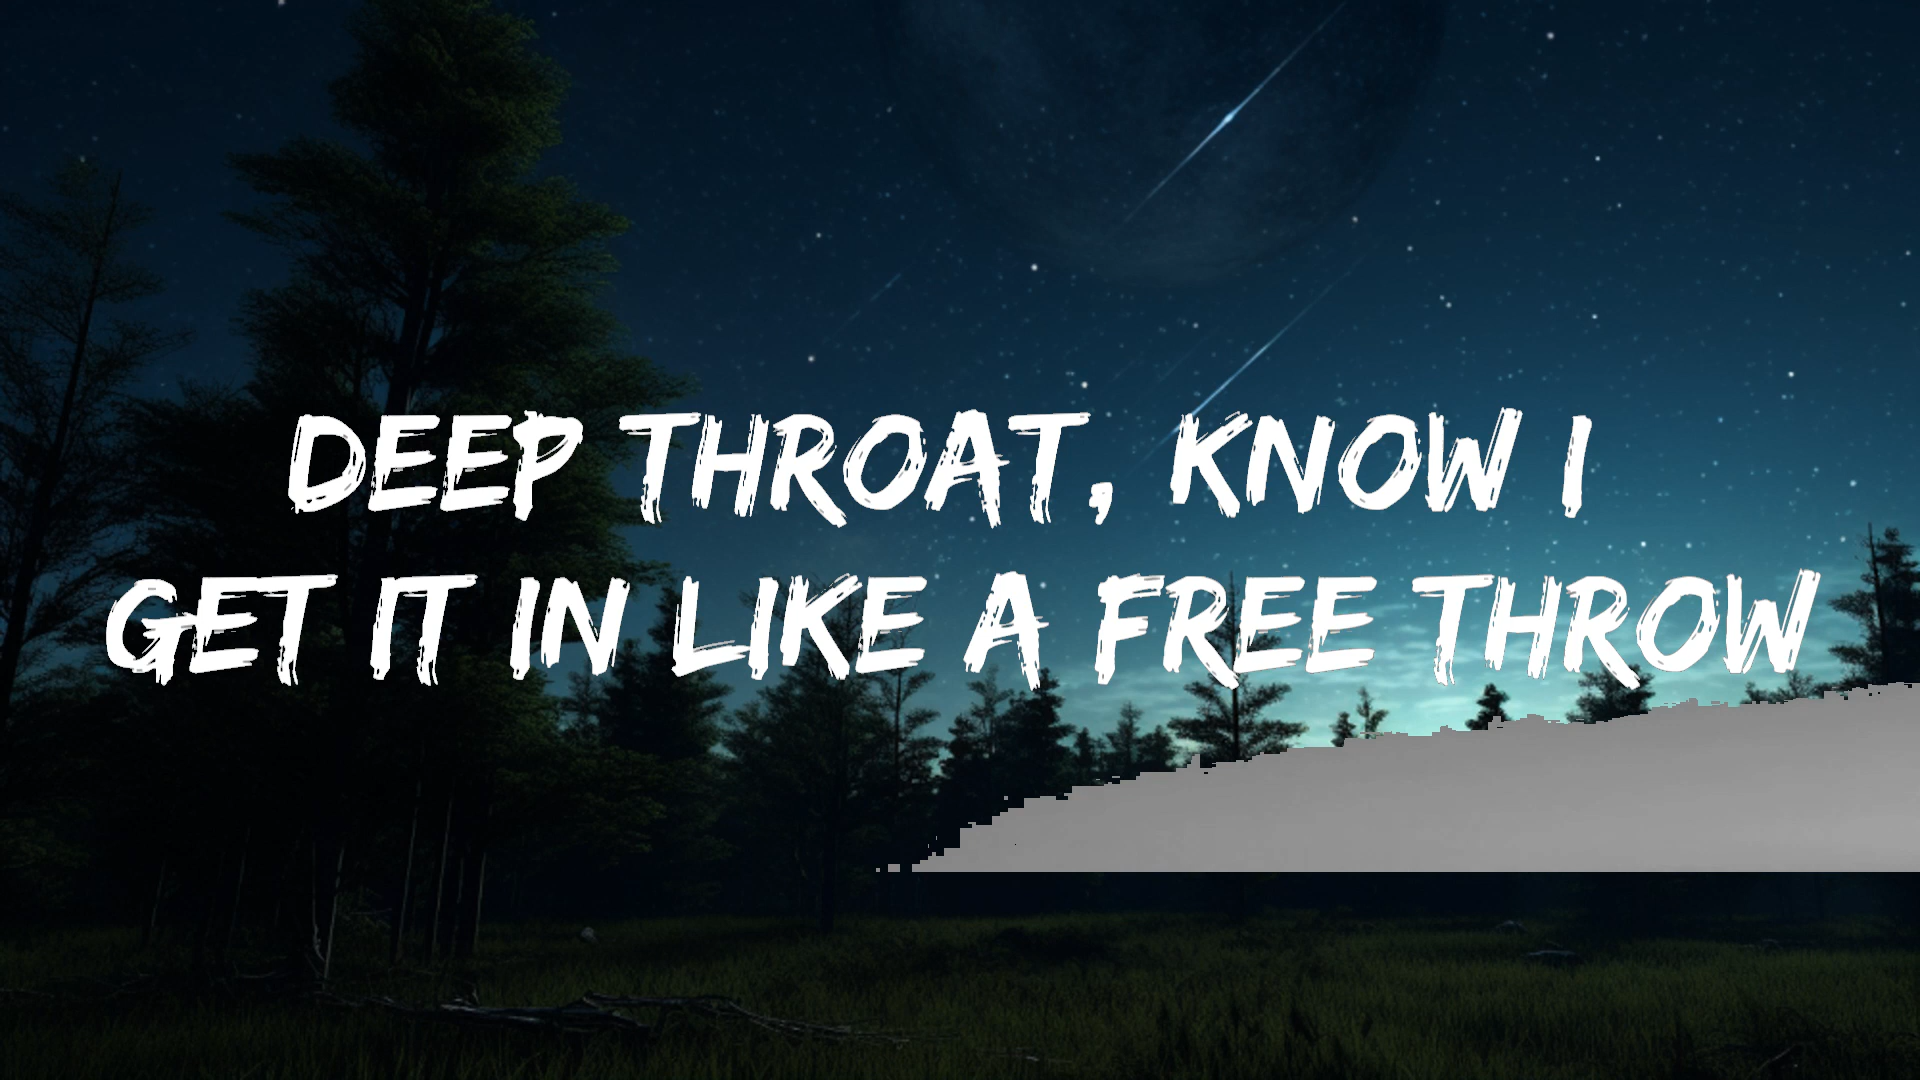 DEEP THROAT, KNOW I
GET IT IN LIKE A FREE THROW